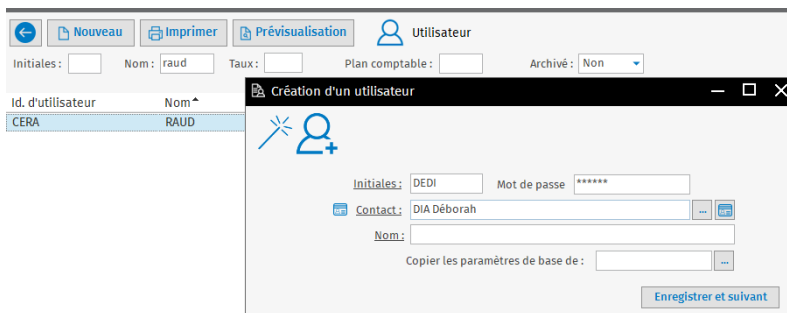 Nouveau Imprimer Prévisualisation Utilisateur
Initiales : Nom : raud Taux : Plan comptable : Archivé : Non
Création d'un utilisateur
Id. d'utilisateur Nom
CERA RAUD
Initiales : DEDI Mot de passe ******
Contact : DIA Déborah ...
Nom :
Copier les paramètres de base de : ...
Enregistrer et suivant